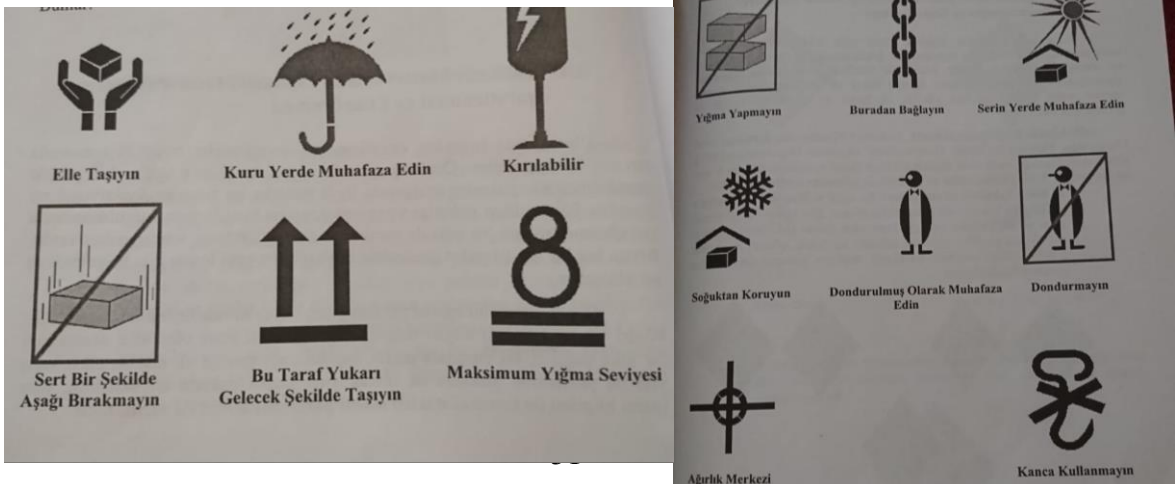 Elle Taşıyın
Kuru Yerde Muhafaza Edin
Kırılabilir
8
Sert Bir Şekilde
Aşağı Bırakmayın
Bu Taraf Yukarı
Gelecek Şekilde Taşıyın
Maksimum Yığma Seviyesi
Yığma Yapmayın
Buradan Bağlayın
Serin Yerde Muhafaza Edin
Soğuktan Koruyun
Dondurulmuş Olarak Muhafaza
Edin
Dondurmayın
Ağırlık Merkezi
Kanca Kullanmayın